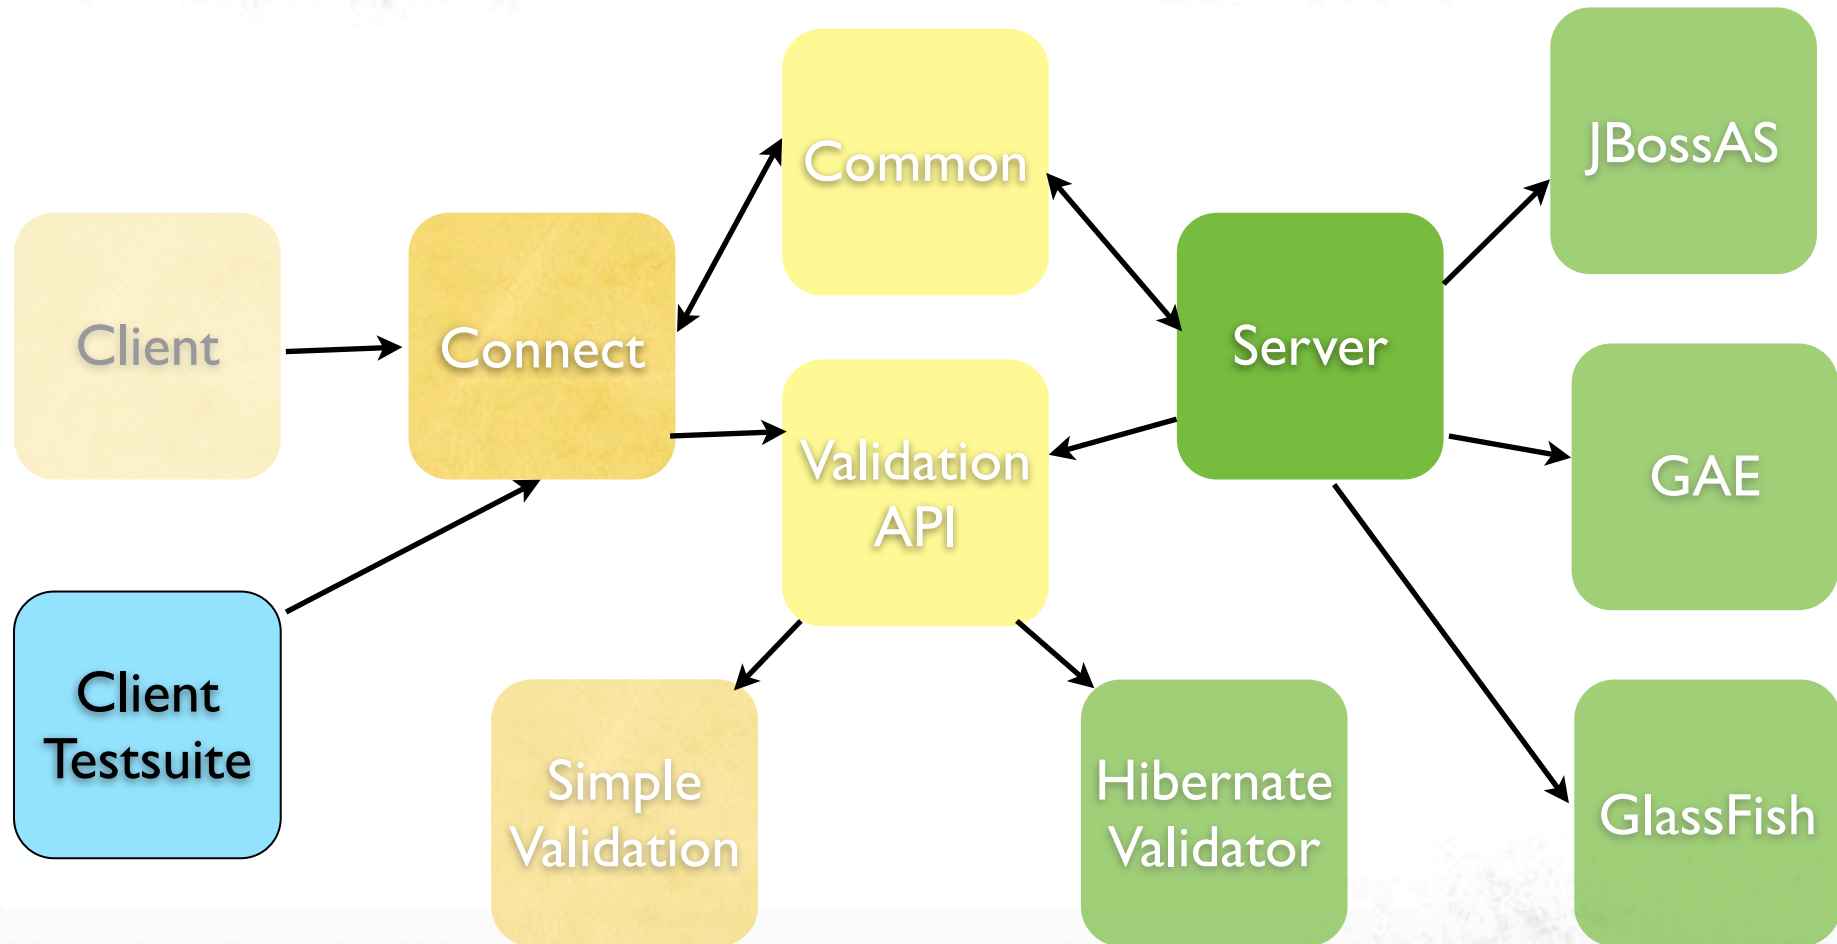 Client
Connect
Common
Server
JBossAS
Validation
API
GAE
Client
Testsuite
Simple
Validation
Hibernate
Validator
GlassFish